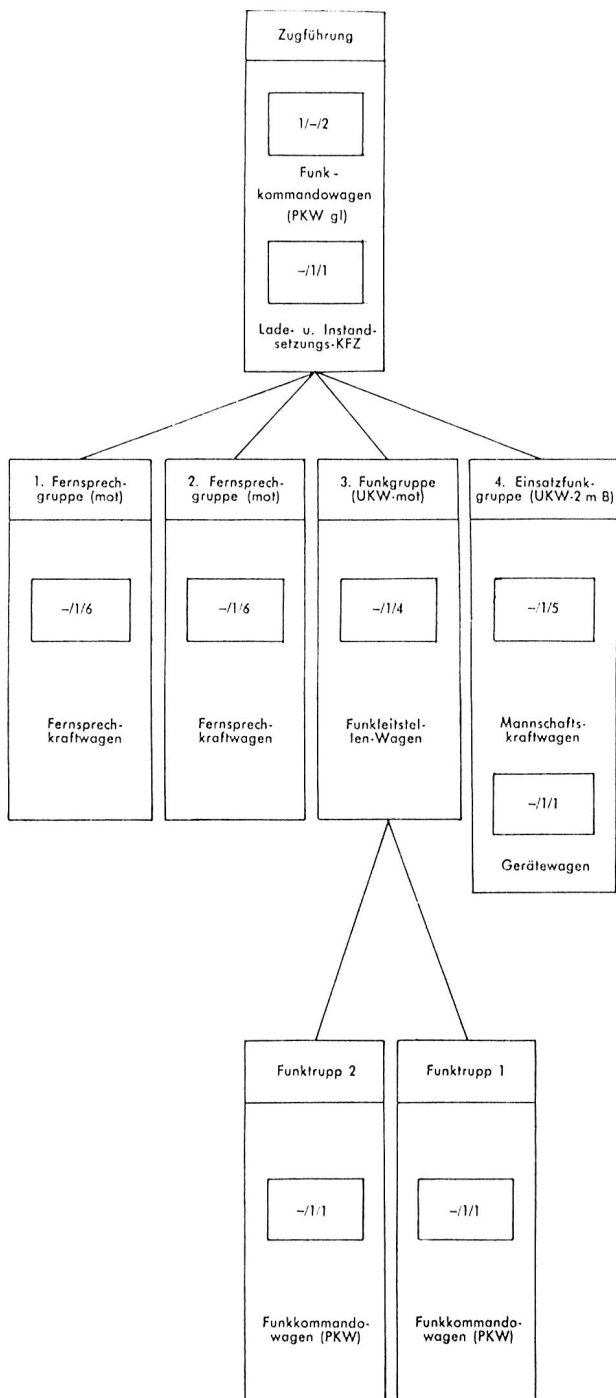 Zugführung
1/–/2
Funk-
kommandowagen
(PKW gl)
–/1/1
Lade- u. Instand-
setzungs-KFZ
1. Fernsprech-
gruppe (mot)
–/1/6
Fernsprech-
kraftwagen
2. Fernsprech-
gruppe (mot)
–/1/6
Fernsprech-
kraftwagen
3. Funkgruppe
(UKW-mot)
–/1/4
Funkleitstel-
len-Wagen
4. Einsatzfunk-
gruppe (UKW-2 m B)
–/1/5
Mannschafts-
kraftwagen
–/1/1
Gerätewagen
Funktrupp 2
–/1/1
Funkkommando-
wagen (PKW)
Funktrupp 1
–/1/1
Funkkommando-
wagen (PKW)